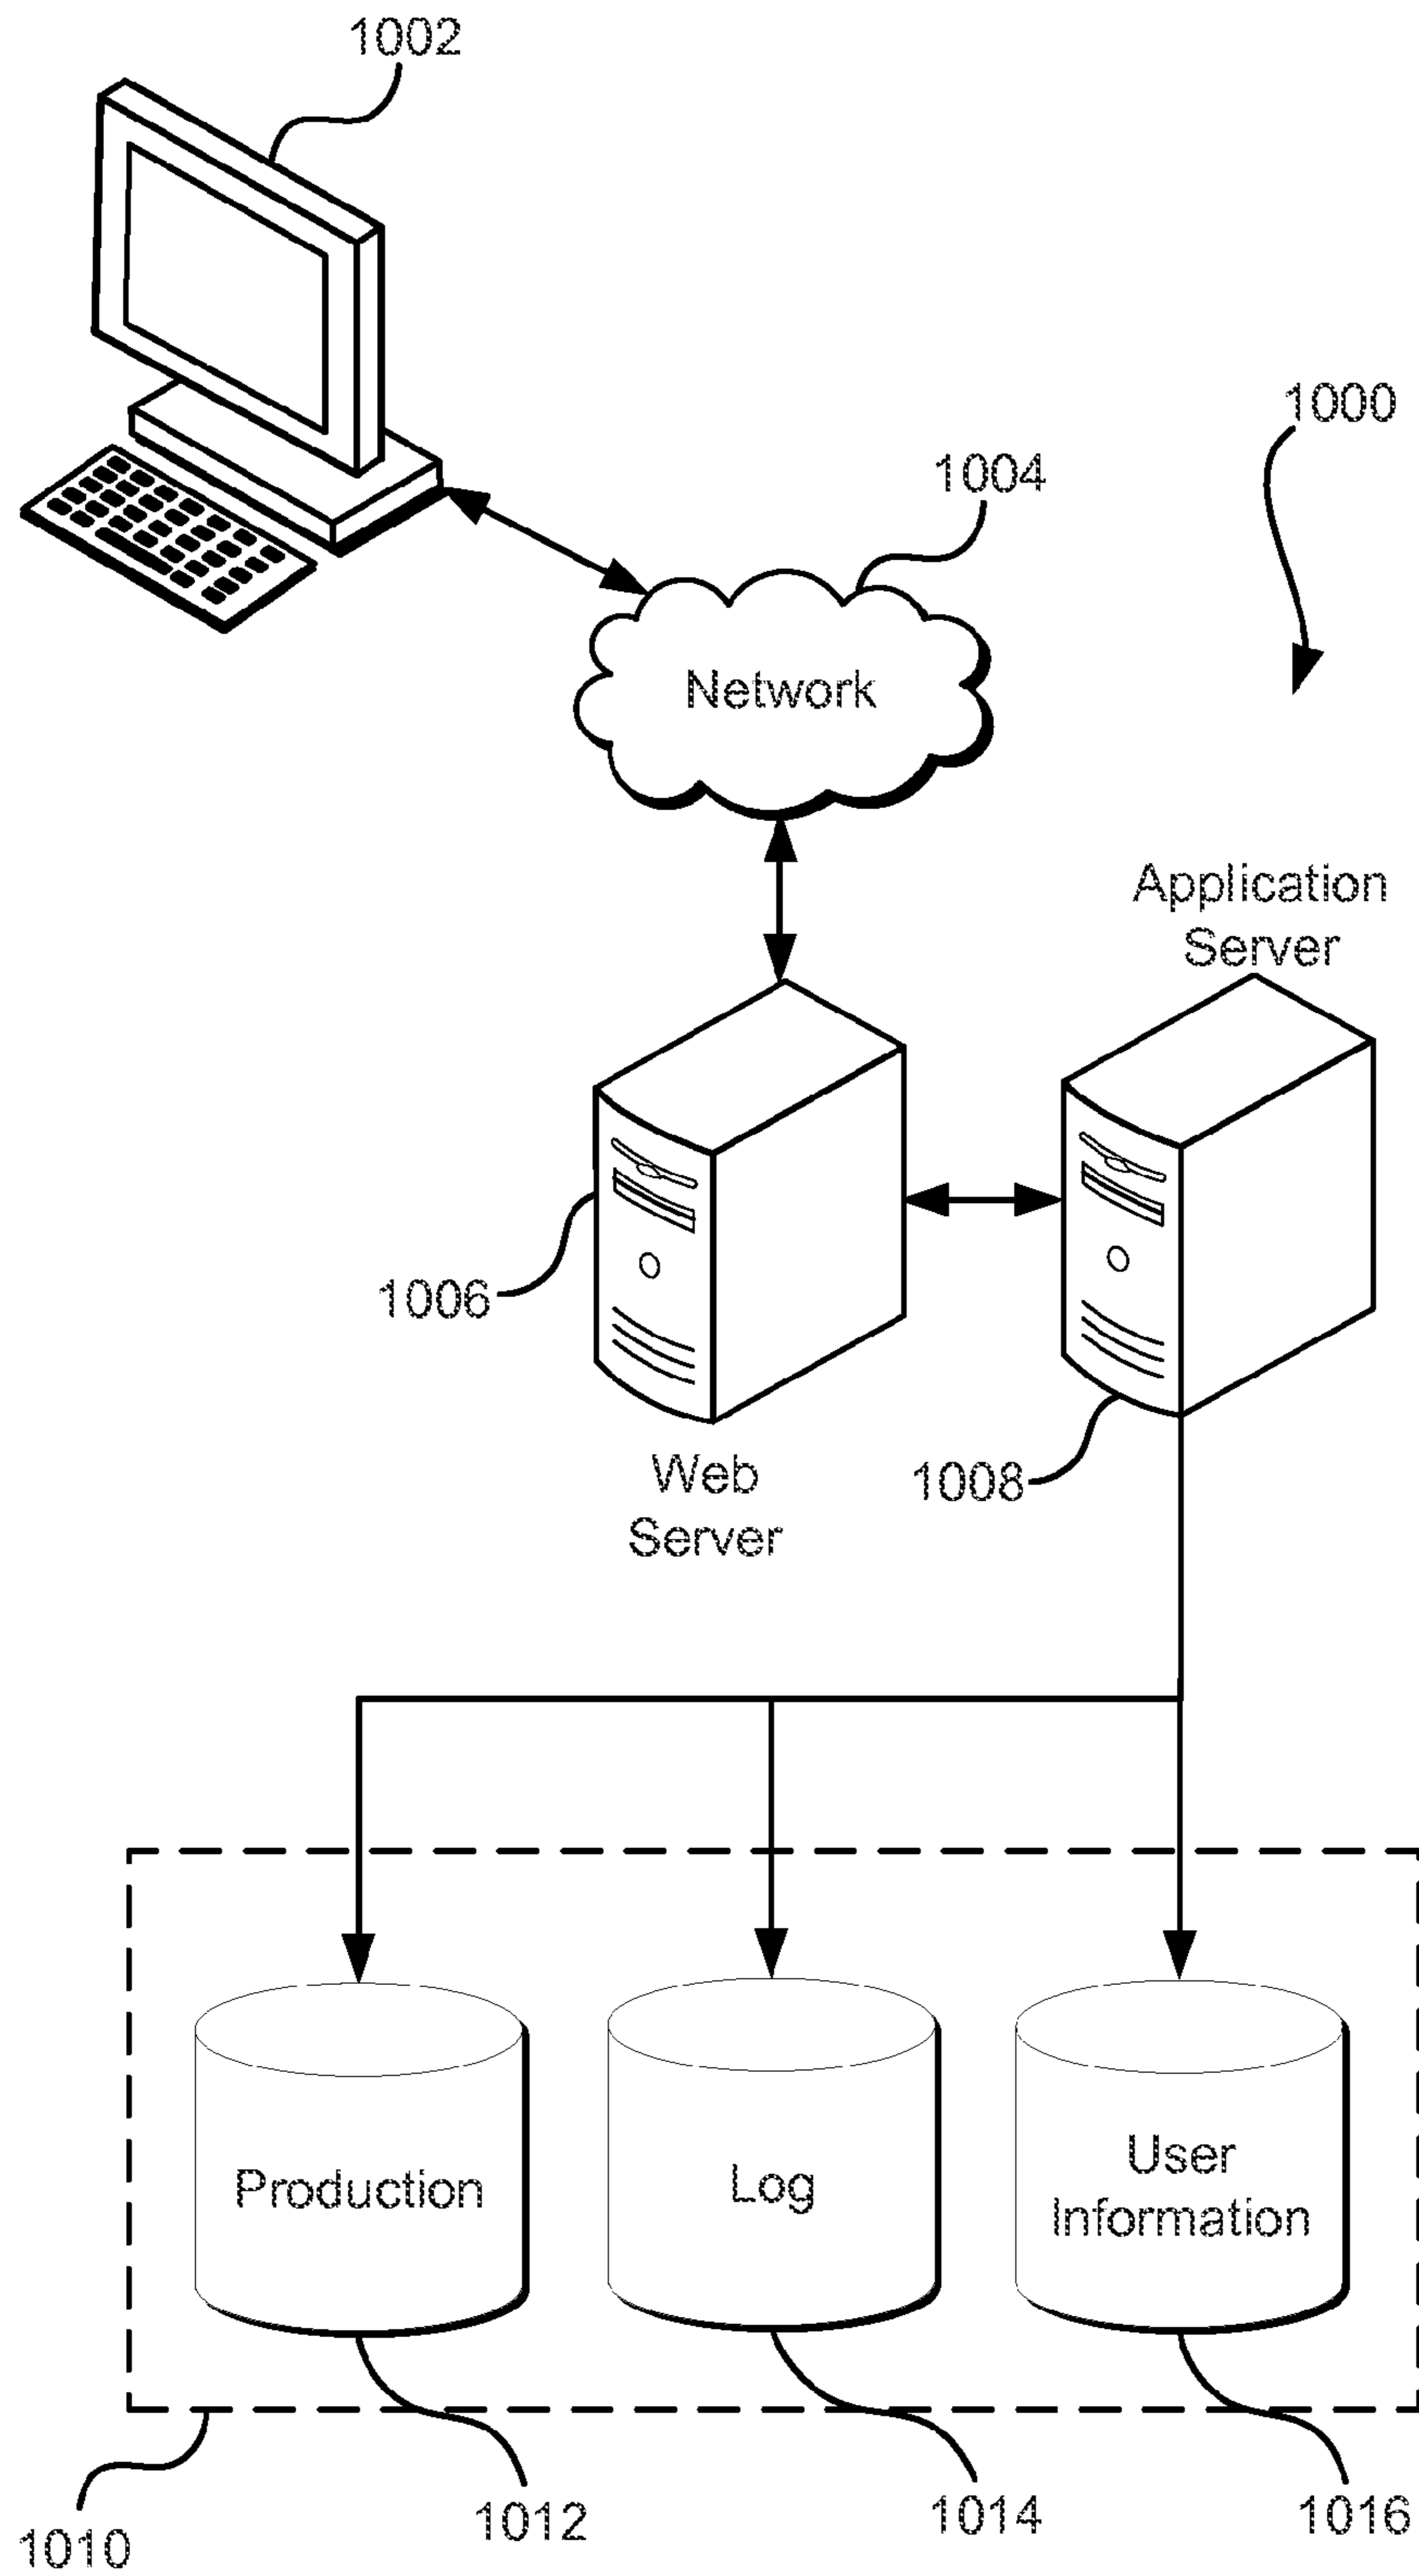 1002
1000
1004
Network
Application
Server
1006
Web
Server
1008
Production
Log
User
Information
1010
1012
1014
1016